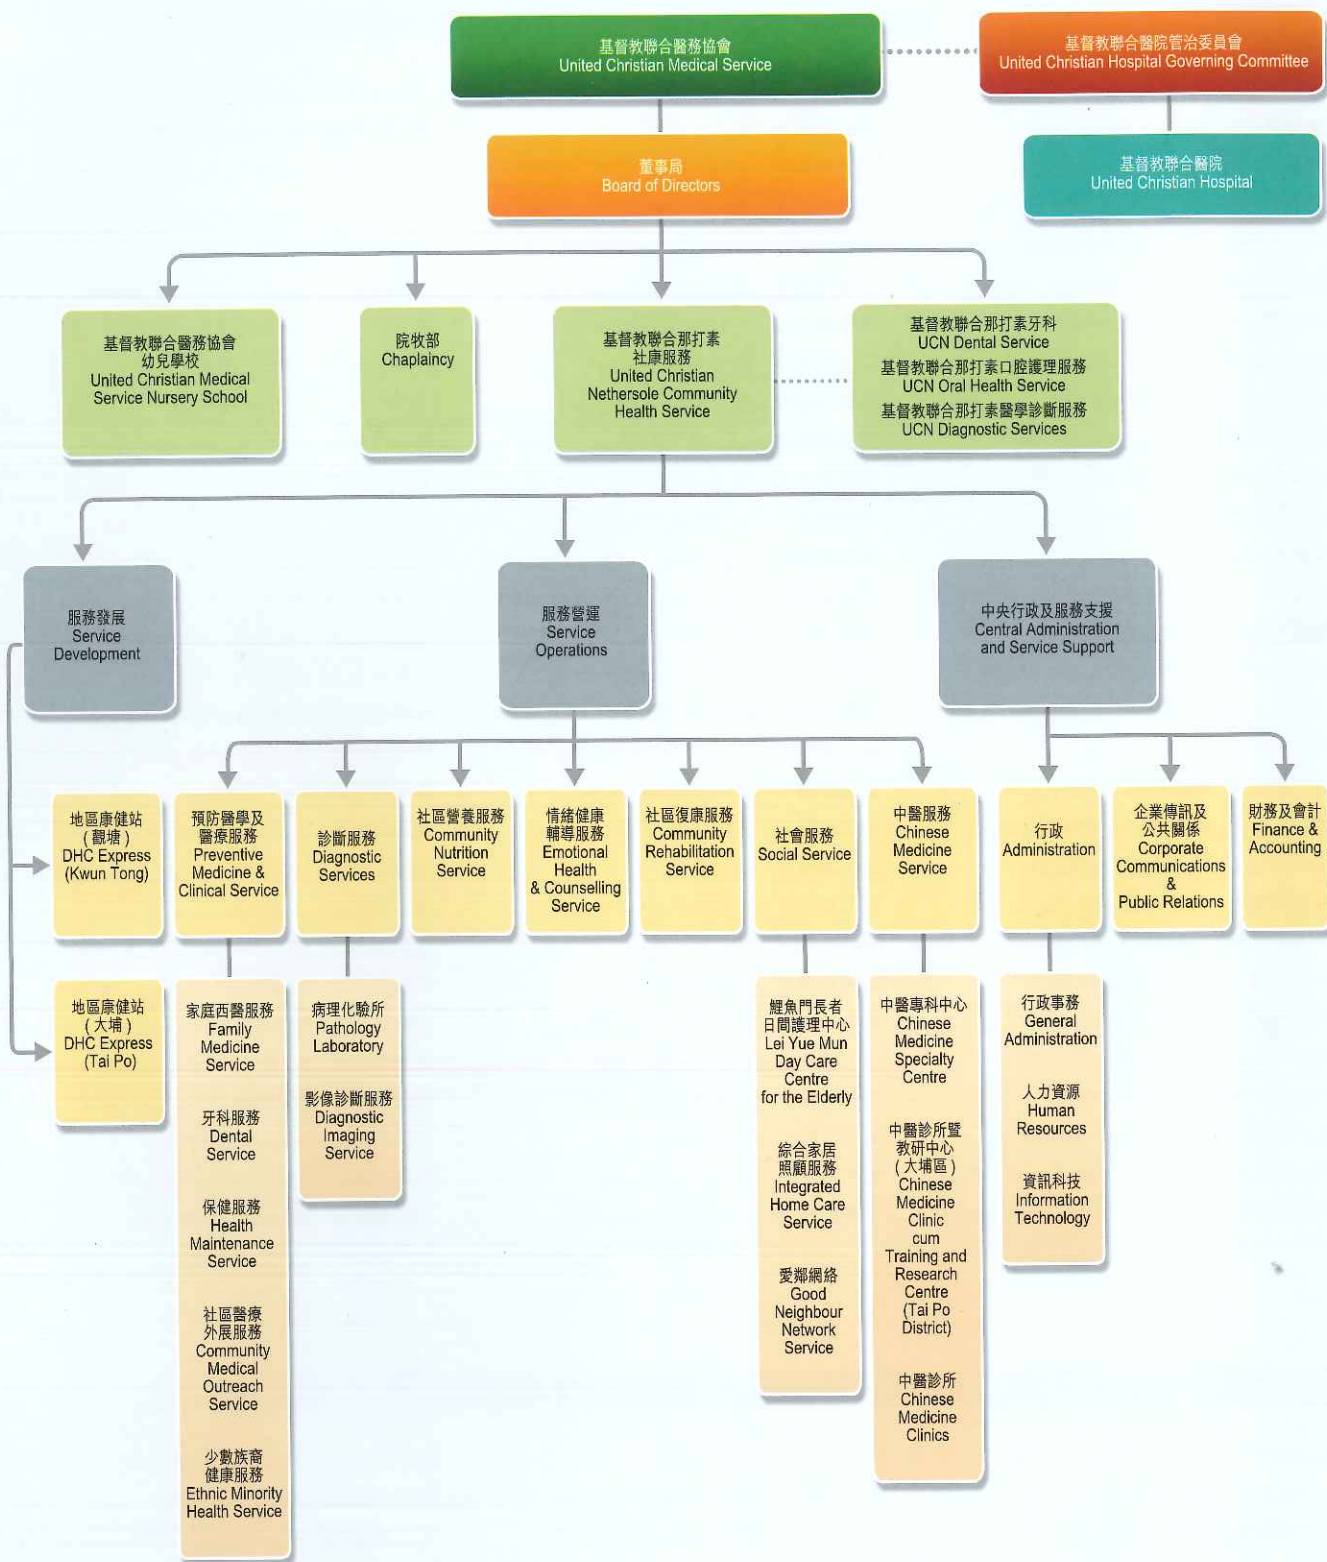 基督教聯合醫務協會
United Christian Medical Service
基督教聯合醫院管治委員會
United Christian Hospital Governing Committee
董事局
Board of Directors
基督教聯合醫院
United Christian Hospital
基督教聯合醫務協會
幼兒學校
United Christian Medical
Service Nursery School
院牧部
Chaplaincy
基督教聯合那打素
社康服務
United Christian
Nethersole Community
Health Service
基督教聯合那打素牙科
UCN Dental Service
基督教聯合那打素口腔護理服務
UCN Oral Health Service
基督教聯合那打素醫學診斷服務
UCN Diagnostic Services
服務發展
Service
Development
服務營運
Service
Operations
中央行政及服務支援
Central Administration
and Service Support
地區康健站
(觀塘)
DHC Express
(Kwun Tong)
預防醫學及
醫療服務
Preventive
Medicine &
Clinical Service
診斷服務
Diagnostic
Services
社區營養服務
Community
Nutrition
Service
情緒健康
輔導服務
Emotional
Health
& Counselling
Service
社區復康服務
Community
Rehabilitation
Service
社會服務
Social Service
中醫服務
Chinese
Medicine
Service
行政
Administration
企業傳訊及
公共關係
Corporate
Communications
&
Public Relations
財務及會計
Finance &
Accounting
地區康健站
(大埔)
DHC Express
(Tai Po)
家庭西醫服務
Family
Medicine
Service
牙科服務
Dental
Service
保健服務
Health
Maintenance
Service
社區醫療
外展服務
Community
Medical
Outreach
Service
少數族裔
健康服務
Ethnic Minority
Health Service
病理化驗所
Pathology
Laboratory
影像診斷服務
Diagnostic
Imaging
Service
鯉魚門長者
日間護理中心
Lei Yue Mun
Day Care
Centre
for the Elderly
綜合家居
照顧服務
Integrated
Home Care
Service
愛鄰網絡
Good
Neighbour
Network
Service
中醫專科中心
Chinese
Medicine
Specialty
Centre
中醫診所暨
教研中心
(大埔區)
Chinese
Medicine
Clinic
cum
Training and
Research
Centre
(Tai Po
District)
中醫診所
Chinese
Medicine
Clinics
行政事務
General
Administration
人力資源
Human
Resources
資訊科技
Information
Technology